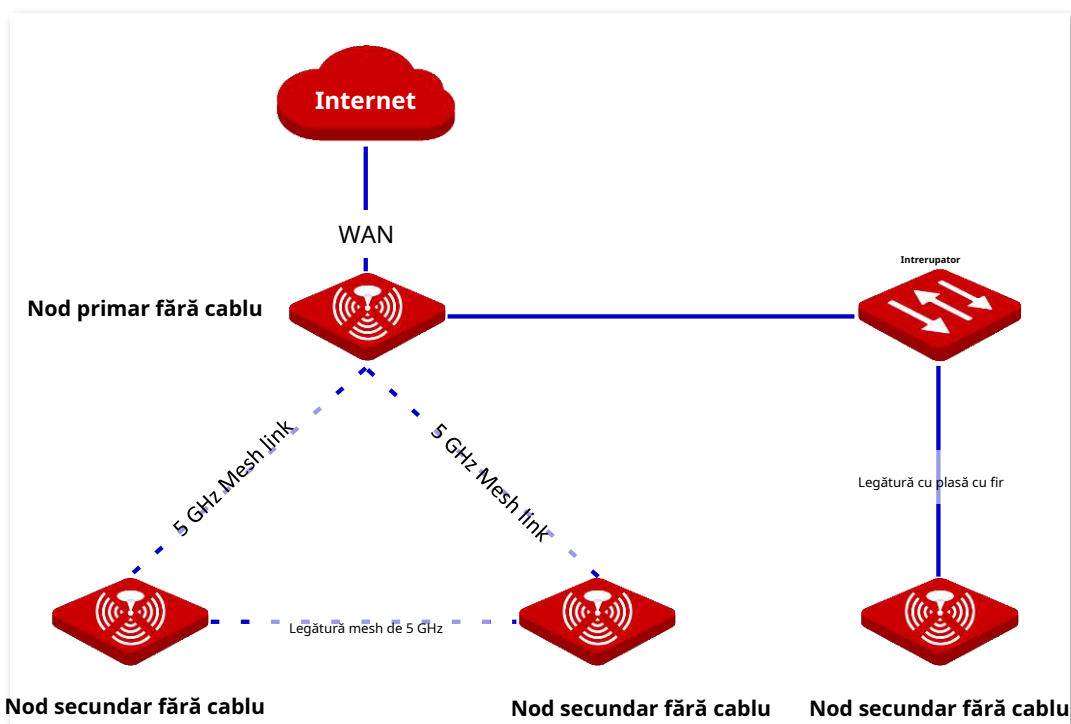 Internet
WAN
Intrerupator
Nod primar fără cablu
5 GHz Mesh link
5 GHz Mesh link
Legătură cu plasă cu fir
Legătură mesh de 5 GHz
Nod secundar fără cablu
Nod secundar fără cablu
Nod secundar fără cablu